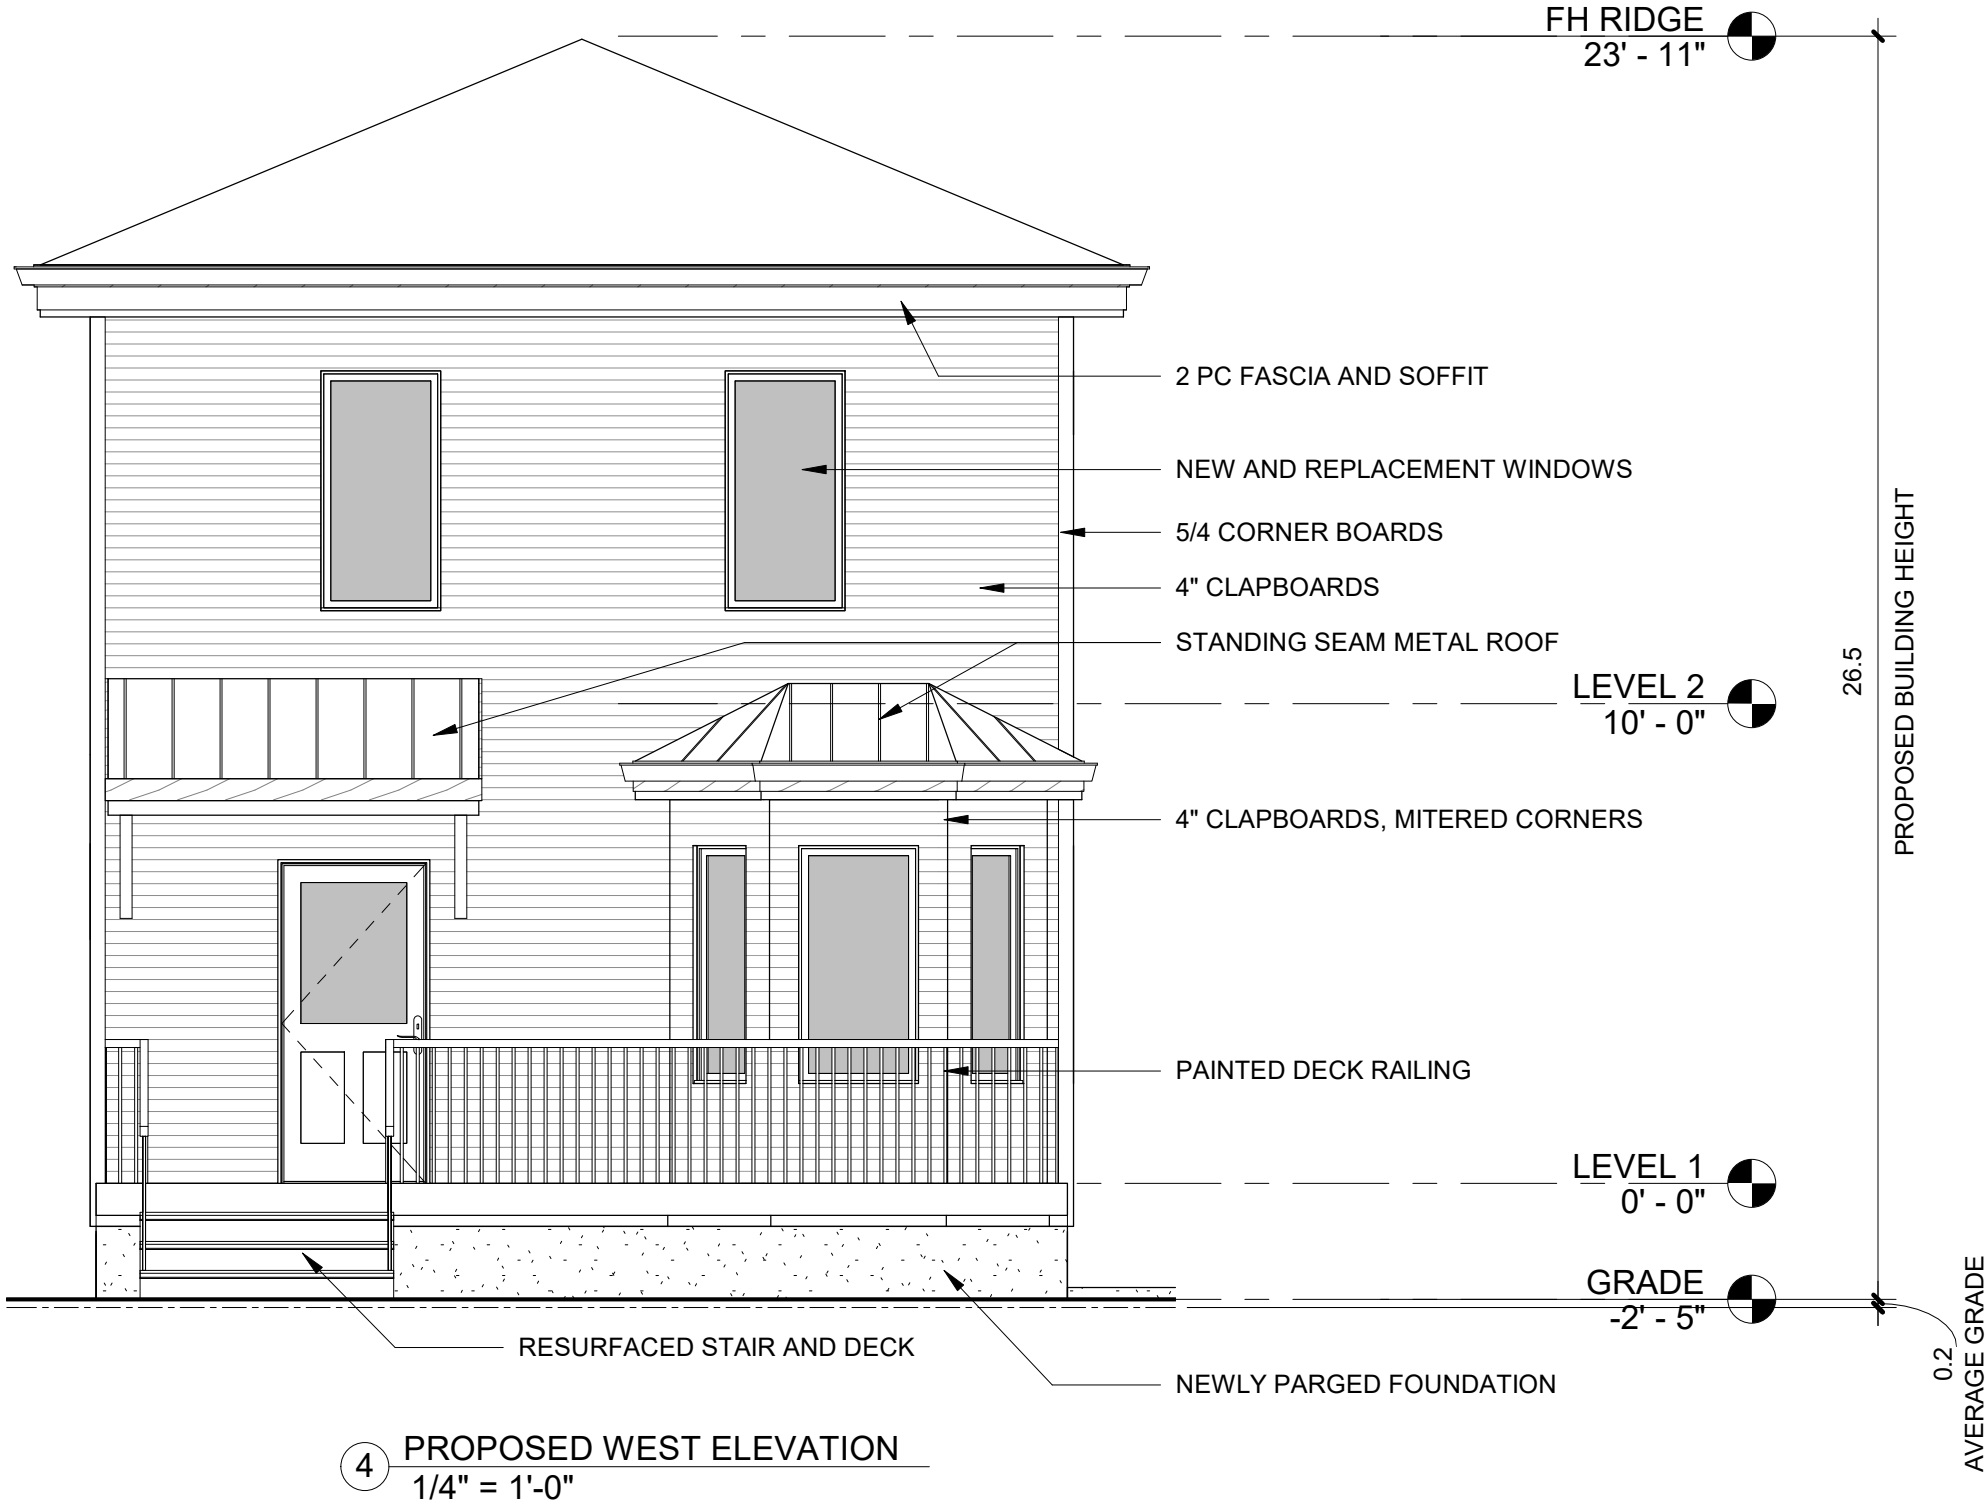 FH RIDGE
23' - 11"
2 PC FASCIA AND SOFFIT
NEW AND REPLACEMENT WINDOWS
5/4 CORNER BOARDS
4" CLAPBOARDS
STANDING SEAM METAL ROOF
LEVEL 2
10' - 0"
26.5
PROPOSED BUILDING HEIGHT
4" CLAPBOARDS, MITERED CORNERS
PAINTED DECK RAILING
LEVEL 1
0' - 0"
GRADE
-2' - 5"
0.2
AVERAGE GRADE
RESURFACED STAIR AND DECK
NEWLY PARGED FOUNDATION
4 PROPOSED WEST ELEVATION
1/4" = 1'-0"